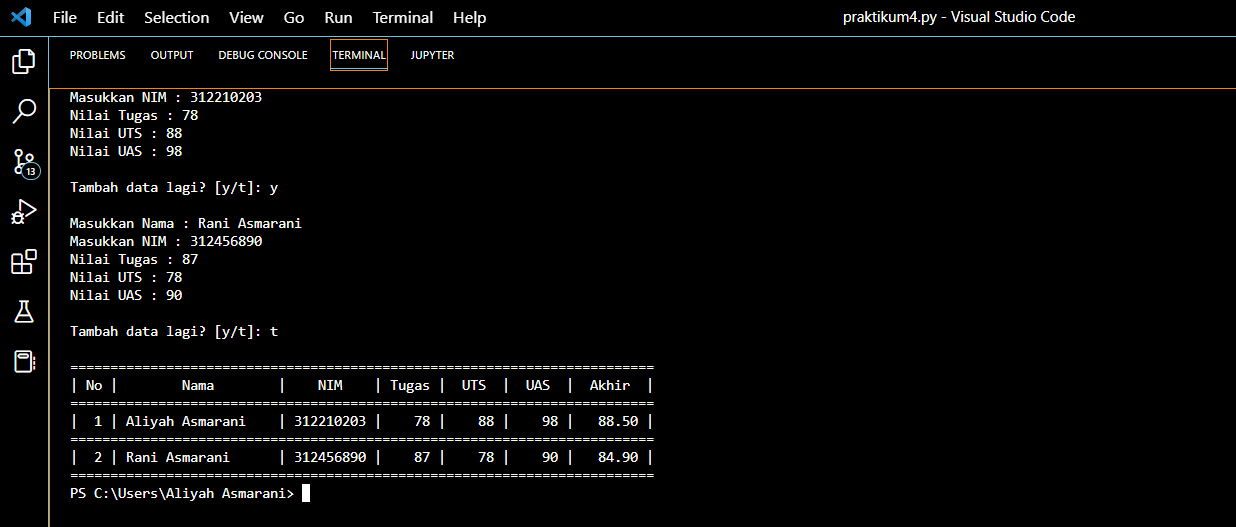 File Edit Selection View Go Run Terminal Help praktikum4.py - Visual Studio Code
PROBLEMS OUTPUT DEBUG CONSOLE TERMINAL JUPYTER
Masukkan NIM : 312210203
Nilai Tugas : 78
Nilai UTS : 88
Nilai UAS : 98
13
Tambah data lagi? [y/t]: y
Masukkan Nama : Rani Asmarani
Masukkan NIM : 312456890
Nilai Tugas : 87
Nilai UTS : 78
Nilai UAS : 90
Tambah data lagi? [y/t]: t
=========================================================================
| No |        Nama        |    NIM    | Tugas |  UTS  |  UAS  |  Akhir  |
=========================================================================
|  1 | Aliyah Asmarani    | 312210203 |    78 |    88 |    98 |   88.50 |
=========================================================================
|  2 | Rani Asmarani      | 312456890 |    87 |    78 |    90 |   84.90 |
=========================================================================
PS C:\Users\Aliyah Asmarani>